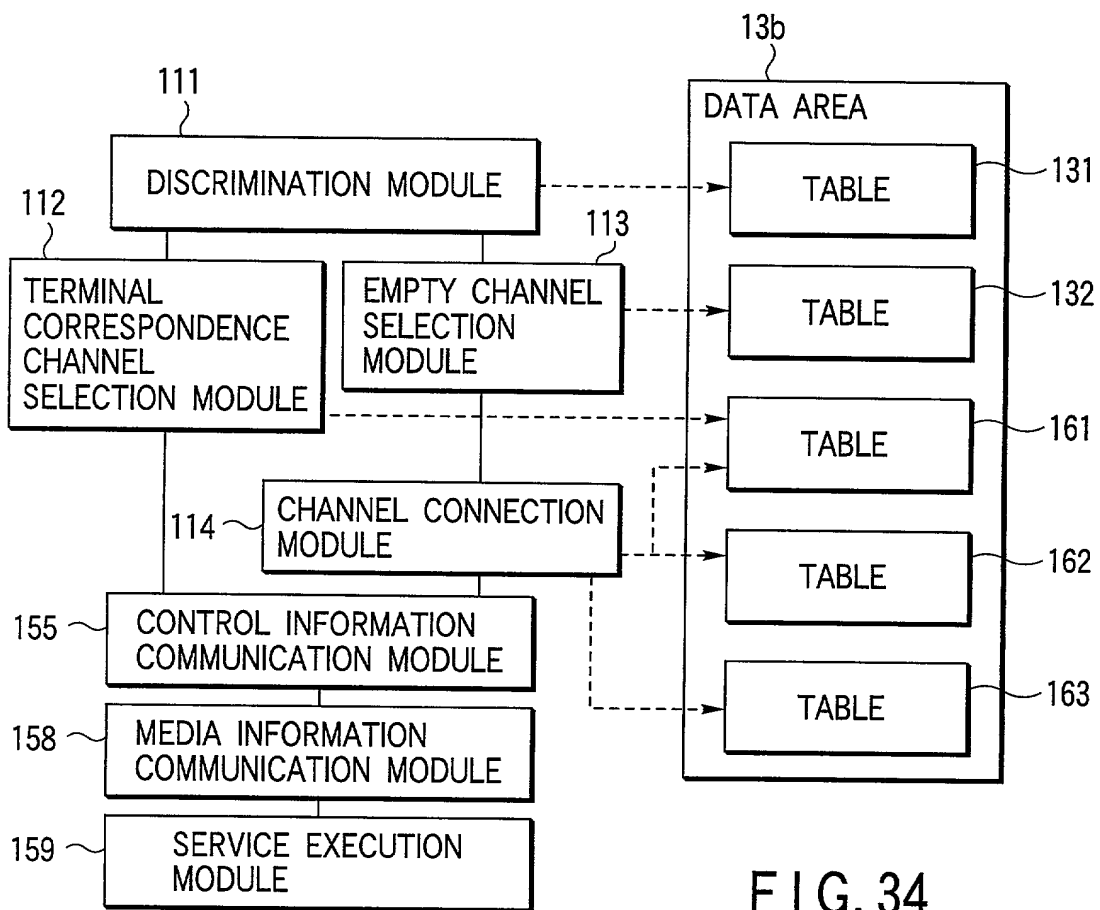 13b
DATA AREA
111
DISCRIMINATION MODULE
TABLE
131
112
TERMINAL
CORRESPONDENCE
CHANNEL
SELECTION MODULE
113
EMPTY CHANNEL
SELECTION
MODULE
TABLE
132
TABLE
161
114
CHANNEL CONNECTION
MODULE
TABLE
162
155
CONTROL INFORMATION
COMMUNICATION MODULE
TABLE
163
158
MEDIA INFORMATION
COMMUNICATION MODULE
159
SERVICE EXECUTION
MODULE
FIG. 34